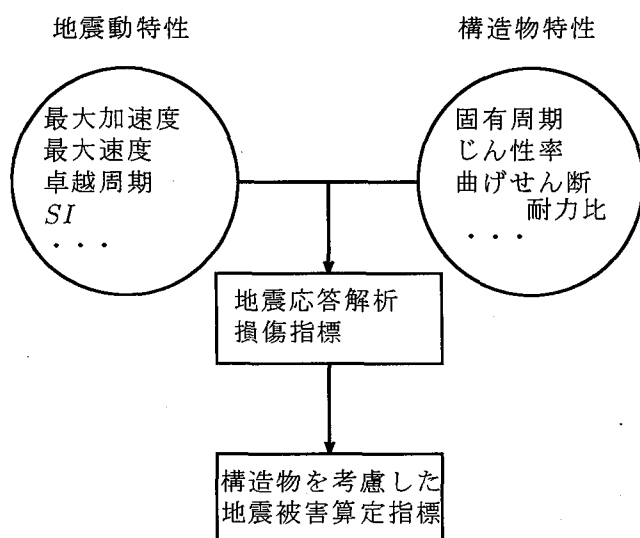 地震動特性
最大加速度
最大速度
卓越周期
SI
・・・
構造物特性
固有周期
じん性率
曲げせん断
耐力比
・・・
地震応答解析
損傷指標
構造物を考慮した
地震被害算定指標